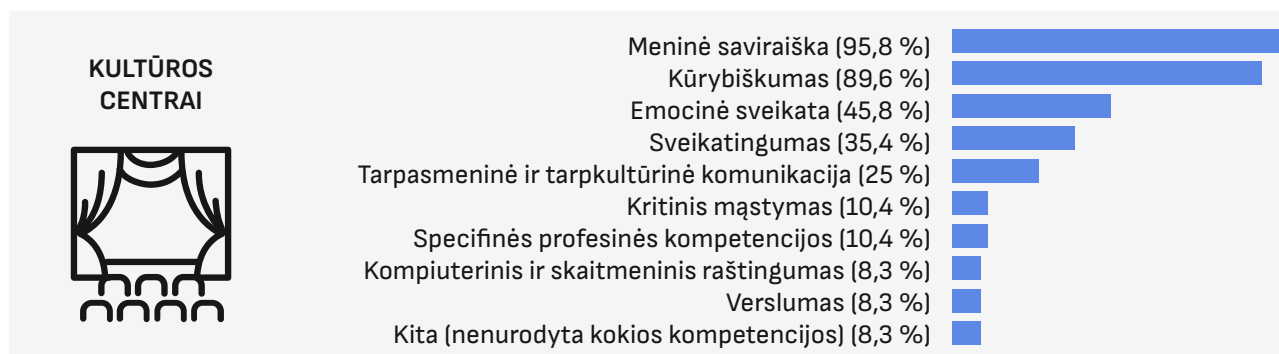 KULTŪROS
CENTRAI
Meninė saviraiška (95,8 %)
Kūrybiškumas (89,6 %)
Emocinė sveikata (45,8 %)
Sveikatingumas (35,4 %)
Tarpasmeninė ir tarpkultūrinė komunikacija (25 %)
Kritinis mąstymas (10,4 %)
Specifinės profesinės kompetencijos (10,4 %)
Kompiuterinis ir skaitmeninis raštingumas (8,3 %)
Verslumas (8,3 %)
Kita (nenurodyta kokios kompetencijos) (8,3 %)